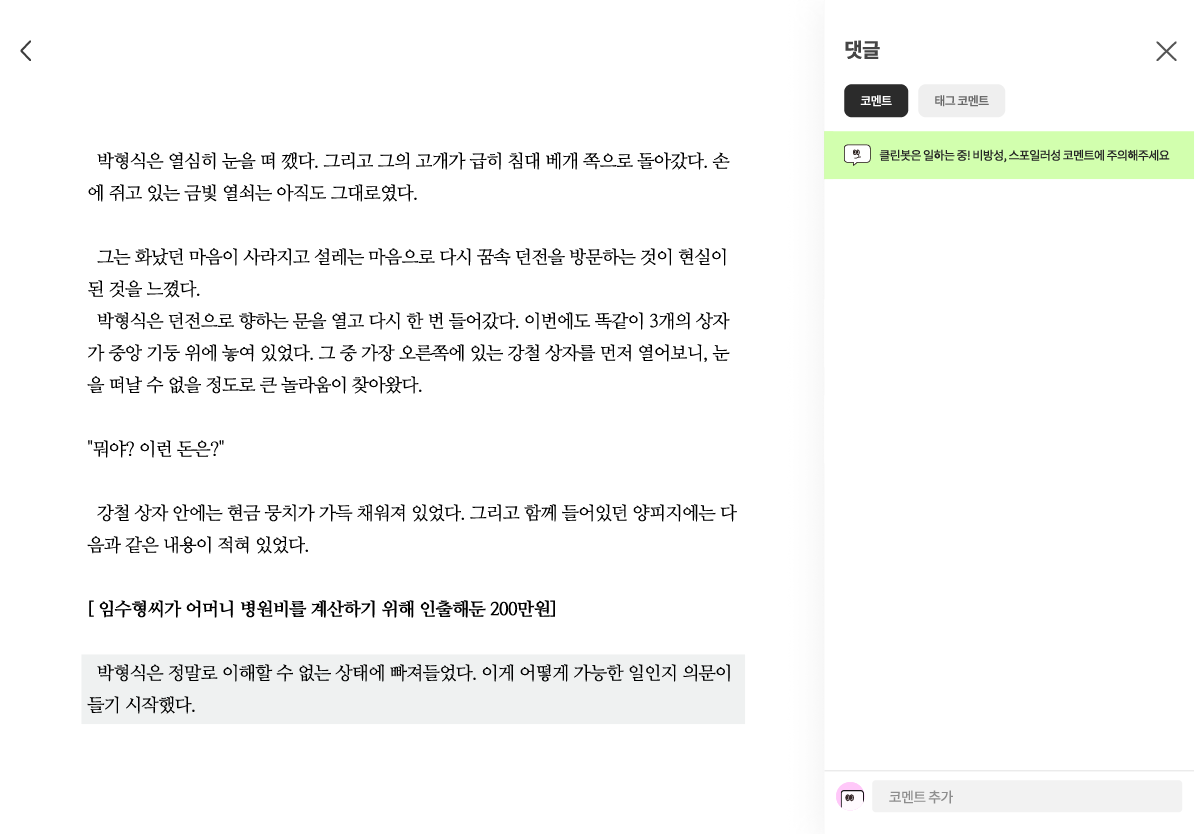 박형식은 열심히 눈을 떠 깼다. 그리고 그의 고개가 급히 침대 베개 쪽으로 돌아갔다. 손
에 쥐고 있는 금빛 열쇠는 아직도 그대로였다.
그는 화났던 마음이 사라지고 설레는 마음으로 다시 꿈속 던전을 방문하는 것이 현실이
된 것을 느꼈다.
박형식은 던전으로 향하는 문을 열고 다시 한 번 들어갔다. 이번에도 똑같이 3개의 상자
가 중앙 기둥 위에 놓여 있었다. 그 중 가장 오른쪽에 있는 강철 상자를 먼저 열어보니, 눈
을 떠날 수 없을 정도로 큰 놀라움이 찾아왔다.
"뭐야? 이런 돈은?"
강철 상자 안에는 현금 뭉치가 가득 채워져 있었다. 그리고 함께 들어있던 양피지에는 다
음과 같은 내용이 적혀 있었다.
[ 임수형씨가 어머니 병원비를 계산하기 위해 인출해둔 200만원]
박형식은 정말로 이해할 수 없는 상태에 빠져들었다. 이게 어떻게 가능한 일인지 의문이
들기 시작했다.
댓글
코멘트
태그 코멘트
클린봇은 일하는 중! 비방성, 스포일러성 코멘트에 주의해주세요
코멘트 추가